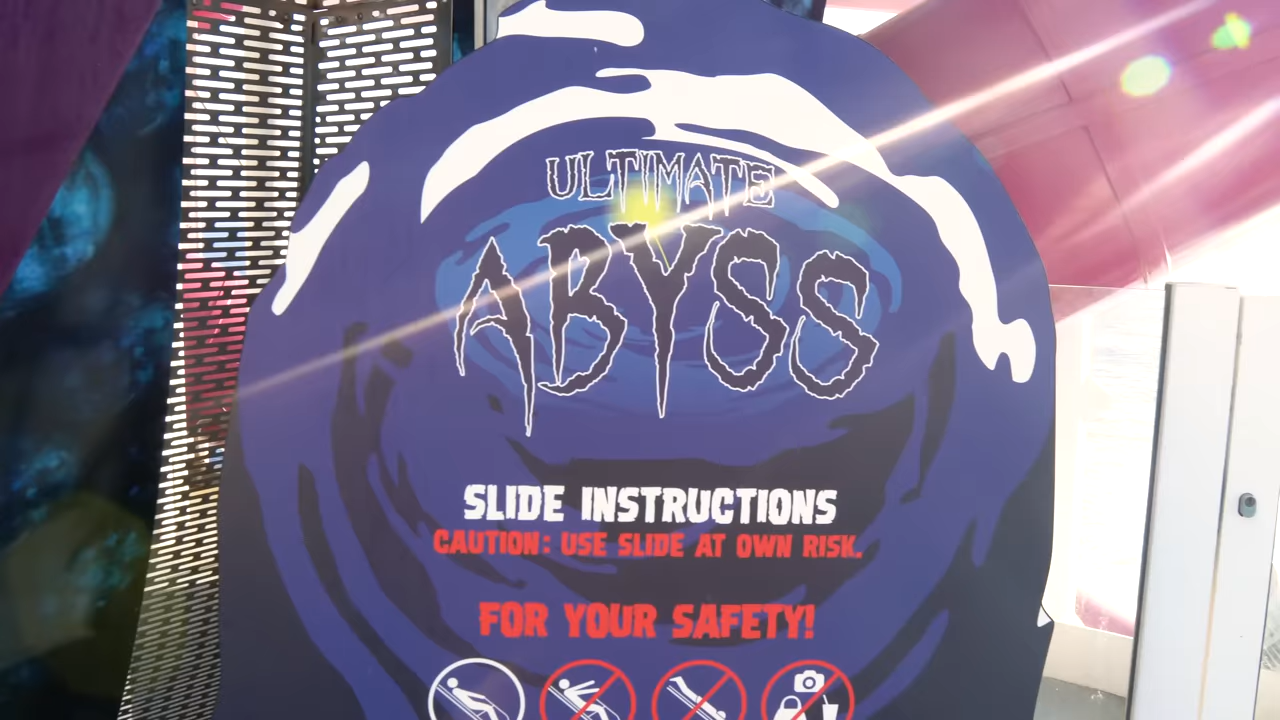 ULTIMATE
ABYSS
SLIDE INSTRUCTIONS
CAUTION: USE SLIDE AT OWN RISK.
FOR YOUR SAFETY!